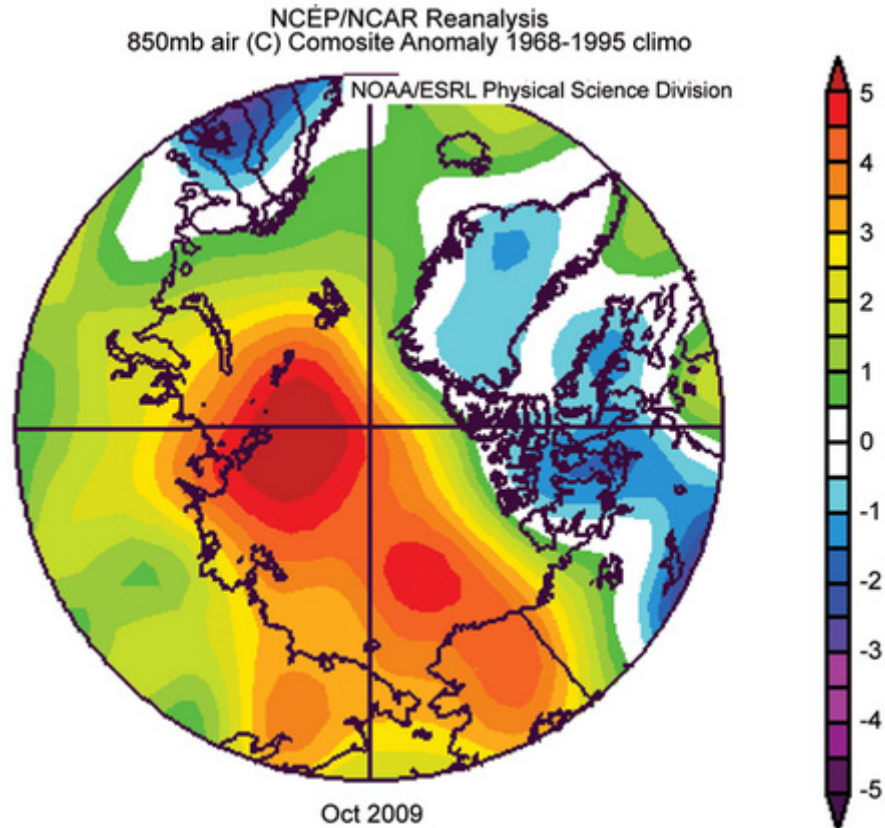 NCEP/NCAR Reanalysis
850mb air (C) Comosite Anomaly 1968-1995 climo
NOAA/ESRL Physical Science Division
5
4
3
2
1
0
-1
-2
-3
-4
-5
Oct 2009